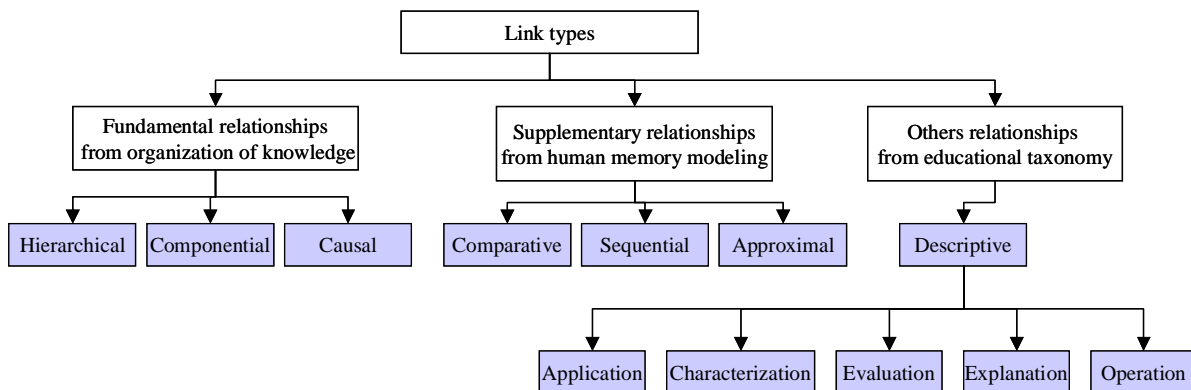 Link types
Fundamental relationships
from organization of knowledge
Supplementary relationships
from human memory modeling
Others relationships
from educational taxonomy
Hierarchical
Componential
Causal
Comparative
Sequential
Approximal
Descriptive
Application
Characterization
Evaluation
Explanation
Operation